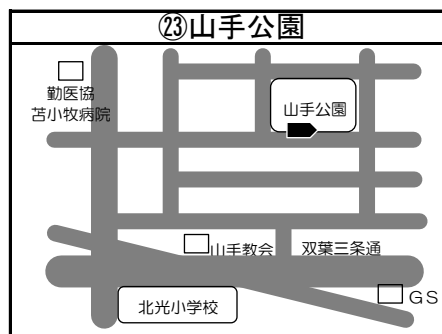 ㉓山手公園
勤医協
苫小牧病院
山手公園
山手教会
双葉三条通
北光小学校
GS